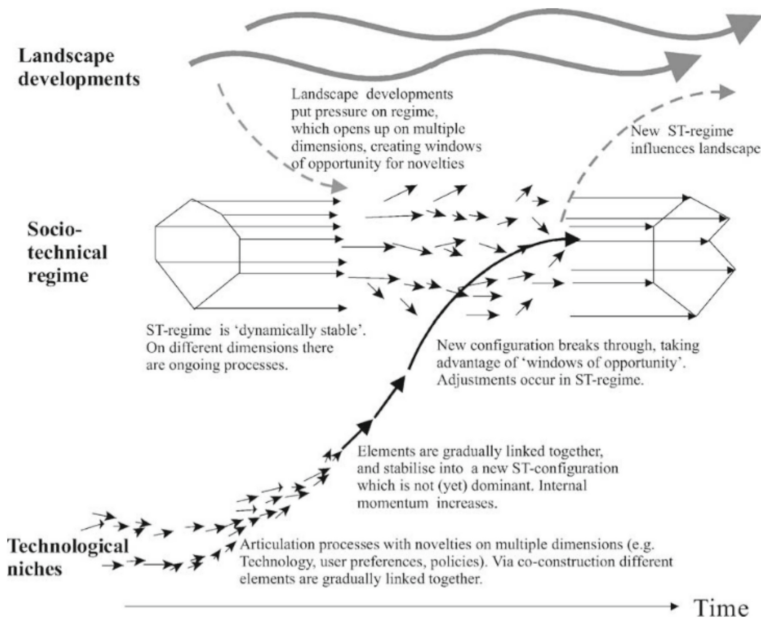 Landscape
developments
Landscape developments
put pressure on regime,
which opens up on multiple
dimensions, creating windows
of opportunity for novelties
New ST-regime
influences landscape
Socio-
technical
regime
ST-regime is ‘dynamically stable’.
On different dimensions there
are ongoing processes.
New configuration breaks through, taking
advantage of ‘windows of opportunity’.
Adjustments occur in ST-regime.
Elements are gradually linked together,
and stabilise into a new ST-configuration
which is not (yet) dominant. Internal
momentum increases.
Technological
niches
Articulation processes with novelties on multiple dimensions (e.g.
Technology, user preferences, policies). Via co-construction different
elements are gradually linked together.
Time